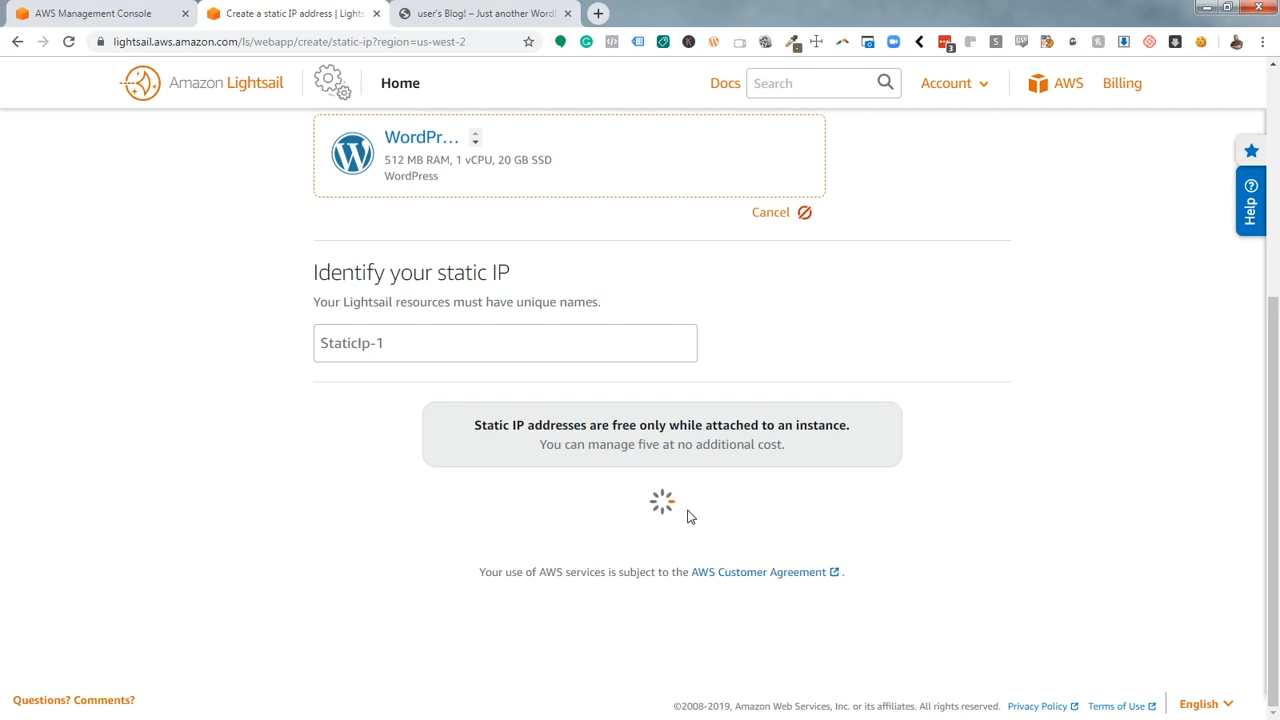 AWS Management Console
Create a static IP address | Lights
user's Blog! – Just another Word
lightsail.aws.amazon.com/ls/webapp/create/static-ip?region=us-west-2
3
Amazon Lightsail
Home
Docs
Search
Account
AWS
Billing
WordPr...
512 MB RAM, 1 vCPU, 20 GB SSD
WordPress
Cancel
Help
Identify your static IP
Your Lightsail resources must have unique names.
StaticIp-1
Static IP addresses are free only while attached to an instance.
You can manage five at no additional cost.
Your use of AWS services is subject to the AWS Customer Agreement .
Questions? Comments?
©2008-2019, Amazon Web Services, Inc. or its affiliates. All rights reserved.
Privacy Policy
Terms of Use
English